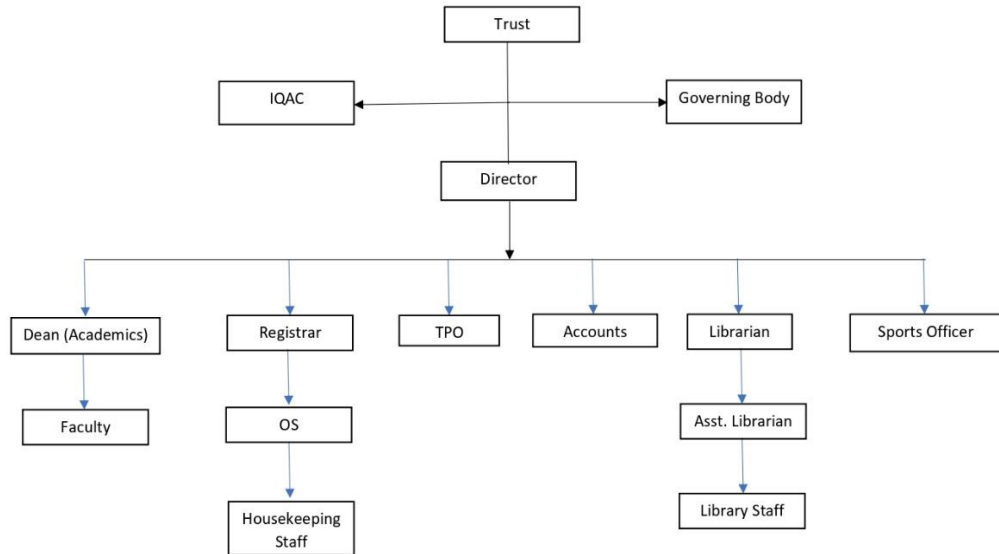 Trust
IQAC
Governing Body
Director
Dean (Academics)
Registrar
TPO
Accounts
Librarian
Sports Officer
Faculty
OS
Asst. Librarian
Housekeeping
Staff
Library Staff